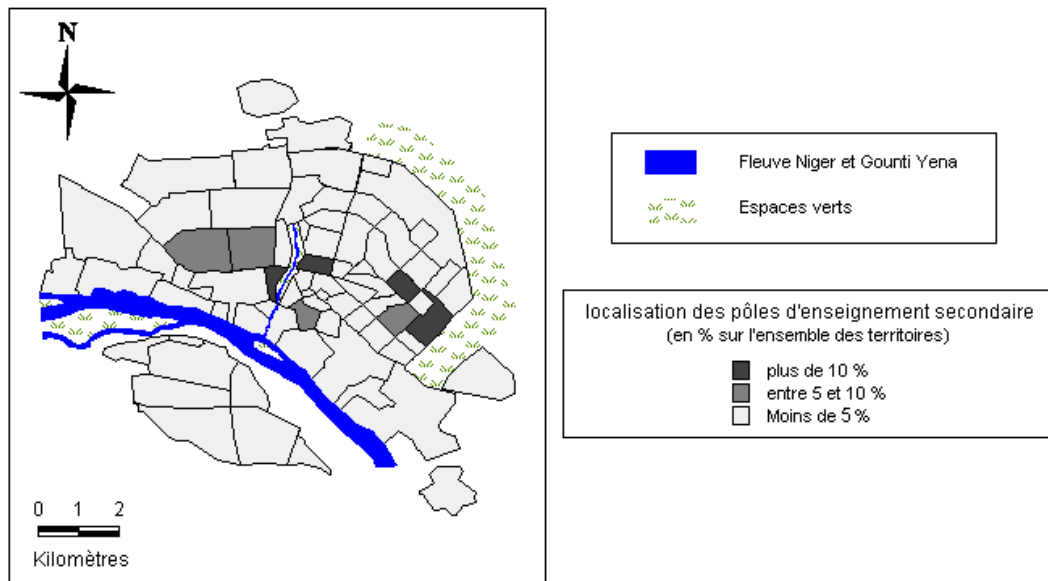 N
0 1 2
Kilomètres
Fleuve Niger et Gounti Yena
Espaces verts
localisation des pôles d'enseignement secondaire
(en % sur l'ensemble des territoires)
plus de 10 %
entre 5 et 10 %
Moins de 5 %